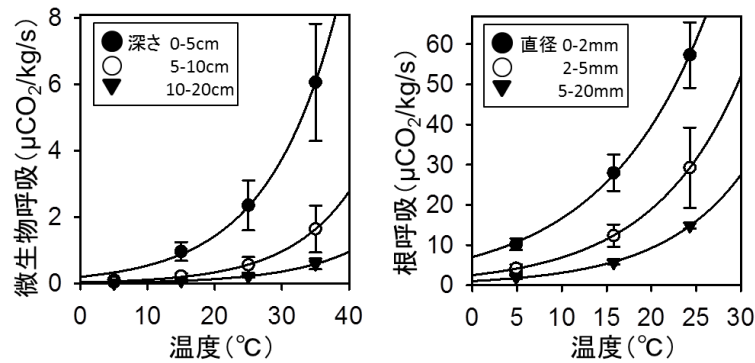 微生物呼吸(μCO₂/kg/s)
8
6
4
2
0
深さ 0-5cm
5-10cm
10-20cm
0 10 20 30 40
温度(℃)
根呼吸(μCO₂/kg/s)
60
50
40
30
20
10
0
直径 0-2mm
2-5mm
5-20mm
0 5 10 15 20 25 30
温度(℃)